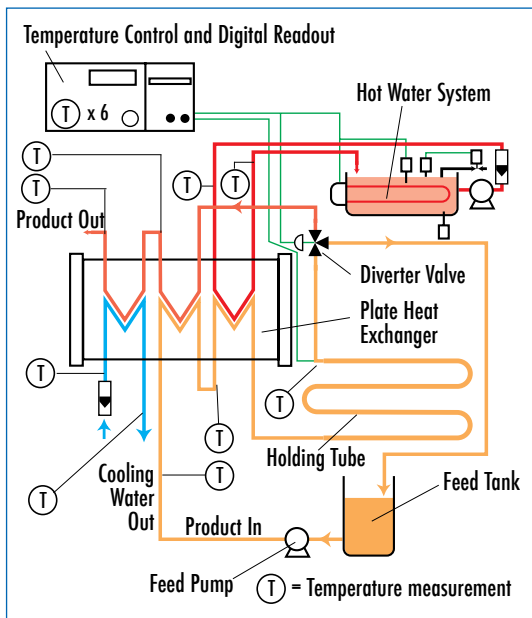 Temperature Control and Digital Readout
T x 6
Hot Water System
T
T
T
T
Product Out
Diverter Valve
Plate Heat
Exchanger
T
T
T
T
T
Holding Tube
Cooling
Water
Out
Feed Tank
Product In
Feed Pump
T = Temperature measurement